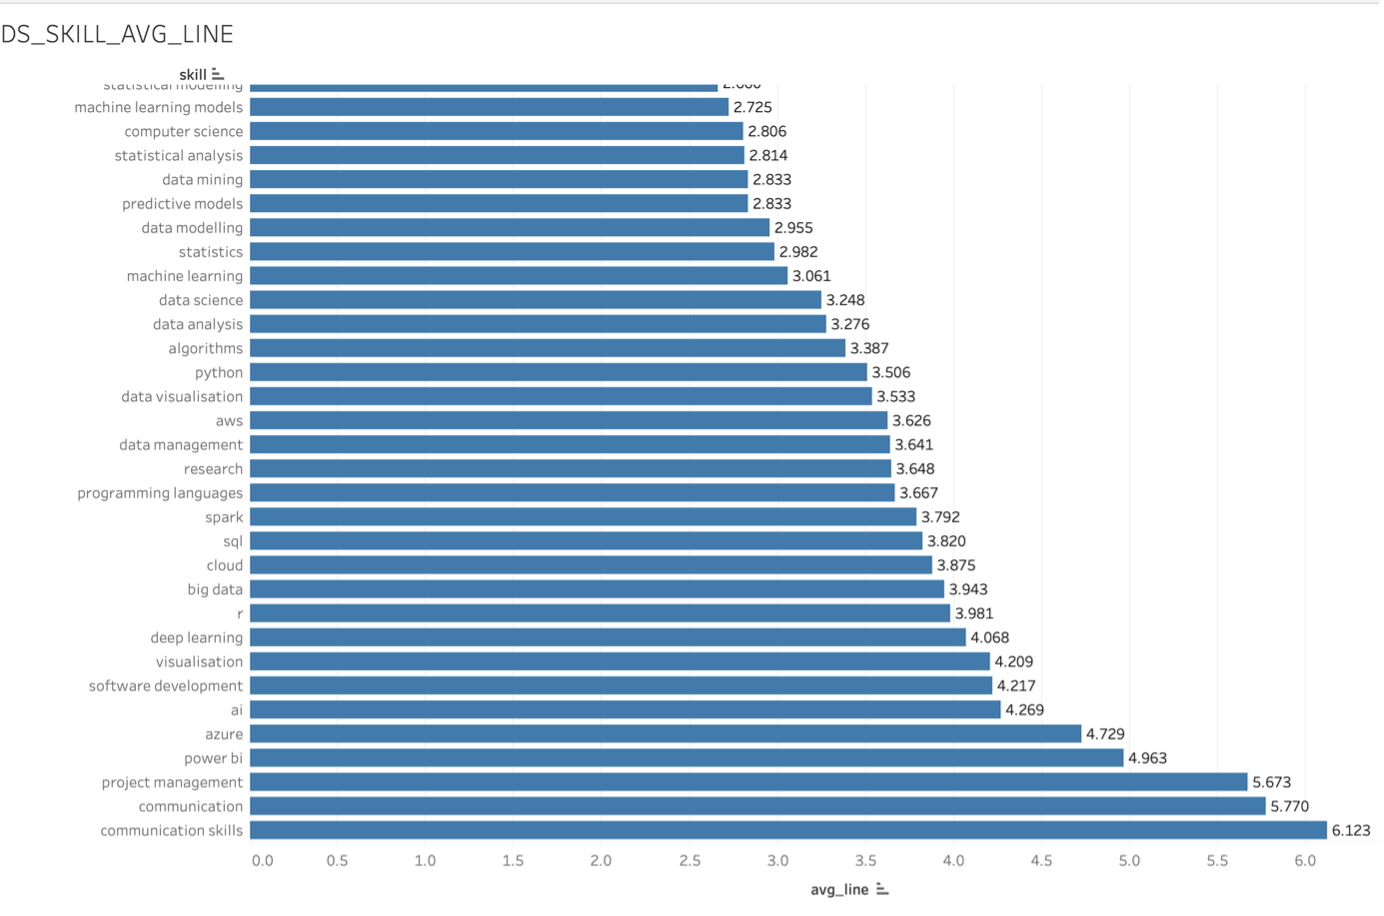 DS_SKILL_AVG_LINE
skill
statistical modelling
machine learning models 2.725
computer science 2.806
statistical analysis 2.814
data mining 2.833
predictive models 2.833
data modelling 2.955
statistics 2.982
machine learning 3.061
data science 3.248
data analysis 3.276
algorithms 3.387
python 3.506
data visualisation 3.533
aws 3.626
data management 3.641
research 3.648
programming languages 3.667
spark 3.792
sql 3.820
cloud 3.875
big data 3.943
r 3.981
deep learning 4.068
visualisation 4.209
software development 4.217
ai 4.269
azure 4.729
power bi 4.963
project management 5.673
communication 5.770
communication skills 6.123
0.0 0.5 1.0 1.5 2.0 2.5 3.0 3.5 4.0 4.5 5.0 5.5 6.0
avg_line